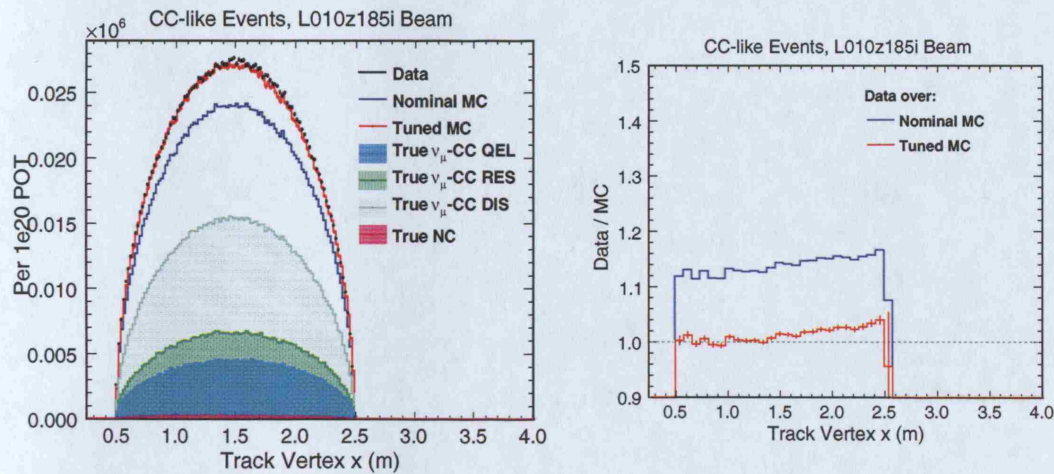 CC-like Events, L010z185i Beam
×10⁶
Per 1e20 POT
0.025
0.020
0.015
0.010
0.005
0.000
0.5 1.0 1.5 2.0 2.5 3.0 3.5 4.0
Track Vertex x (m)
Data
Nominal MC
Tuned MC
True νμ-CC QEL
True νμ-CC RES
True νμ-CC DIS
True NC
CC-like Events, L010z185i Beam
Data / MC
1.5
1.4
1.3
1.2
1.1
1.0
0.9
0.5 1.0 1.5 2.0 2.5 3.0 3.5 4.0
Track Vertex x (m)
Data over:
Nominal MC
Tuned MC